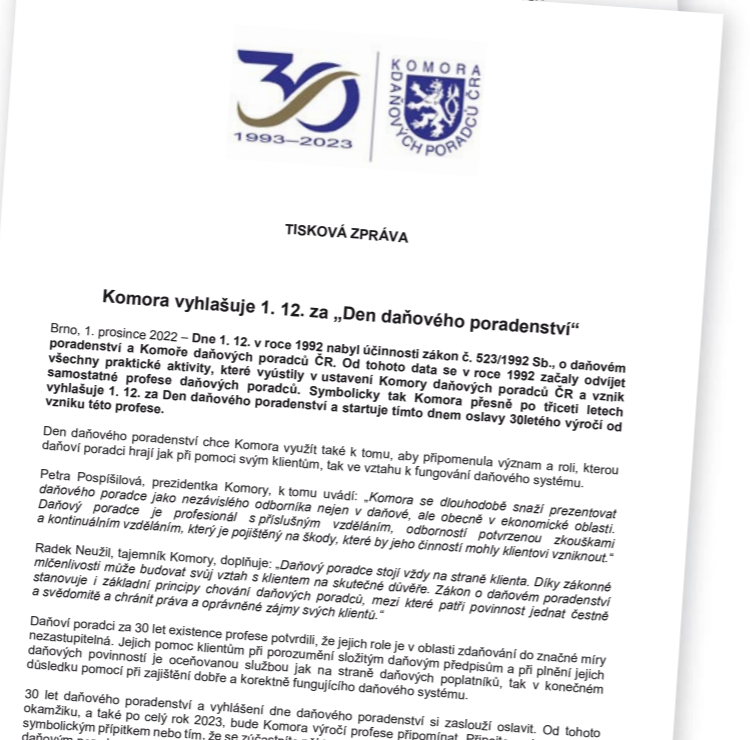 30
1993–2023
KOMORA
DAŇOVÝCH PORADCŮ ČR
TISKOVÁ ZPRÁVA
Komora vyhlašuje 1. 12. za „Den daňového poradenství“
Brno, 1. prosince 2022 – Dne 1. 12. v roce 1992 nabyl účinnosti zákon č. 523/1992 Sb., o daňovém
poradenství a Komoře daňových poradců ČR. Od tohoto data se v roce 1992 začaly odvíjet
všechny praktické aktivity, které vyústily v ustavení Komory daňových poradců ČR a vznik
samostatné profese daňových poradců. Symbolicky tak Komora přesně po třiceti letech
vyhlašuje 1. 12. za Den daňového poradenství a startuje tímto dnem oslavy 30letého výročí od
vzniku této profese.
Den daňového poradenství chce Komora využít také k tomu, aby připomenula význam a roli, kterou
daňoví poradci hrají jak při pomoci svým klientům, tak ve vztahu k fungování daňového systému.
Petra Pospíšilová, prezidentka Komory, k tomu uvádí: „Komora se dlouhodobě snaží prezentovat
daňového poradce jako nezávislého odborníka nejen v daňové, ale obecně v ekonomické oblasti.
Daňový poradce je profesionál s příslušným vzděláním, odborností potvrzenou zkouškami
a kontinuálním vzděláním, který je pojištěný na škody, které by jeho činností mohly klientovi vzniknout.“
Radek Neužil, tajemník Komory, doplňuje: „Daňový poradce stojí vždy na straně klienta. Díky zákonné
mlčenlivosti může budovat svůj vztah s klientem na skutečné důvěře. Zákon o daňovém poradenství
stanovuje i základní principy chování daňových poradců, mezi které patří povinnost jednat čestně
a svědomitě a chránit práva a oprávněné zájmy svých klientů.“
Daňoví poradci za 30 let existence profese potvrdili, že jejich role je v oblasti zdaňování do značné míry
nezastupitelná. Jejich pomoc klientům při porozumění složitým daňovým předpisům a při plnění jejich
daňových povinností je oceňovanou službou jak na straně daňových poplatníků, tak v konečném
důsledku pomocí při zajištění dobře a korektně fungujícího daňového systému.
30 let daňového poradenství a vyhlášení dne daňového poradenství si zaslouží oslavit. Od tohoto
okamžiku, a také po celý rok 2023, bude Komora výročí profese připomínat.
symbolickým přípitkem nebo tím, že se